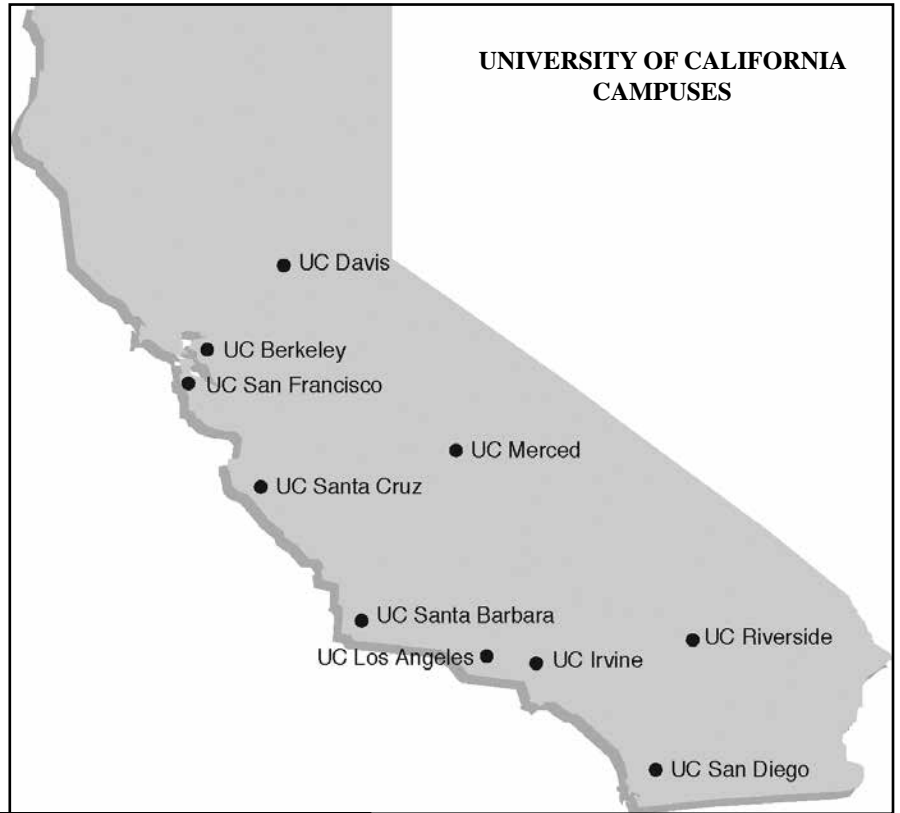 UNIVERSITY OF CALIFORNIA
CAMPUSES
UC Davis
UC Berkeley
UC San Francisco
UC Merced
UC Santa Cruz
UC Santa Barbara
UC Riverside
UC Los Angeles
UC Irvine
UC San Diego